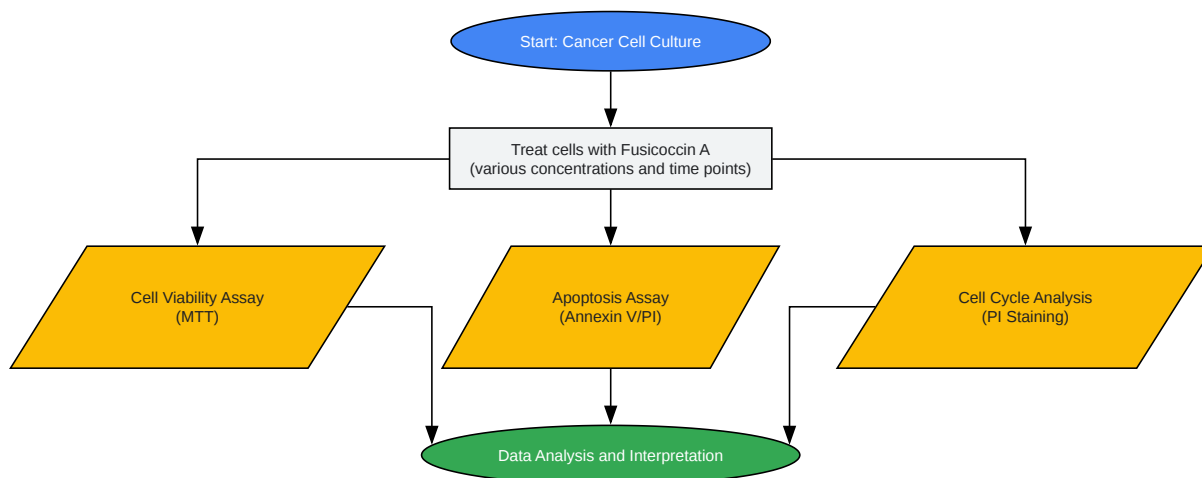 Start: Cancer Cell Culture
Treat cells with Fusicoccin A
(various concentrations and time points)
Cell Viability Assay
(MTT)
Apoptosis Assay
(Annexin V/PI)
Cell Cycle Analysis
(PI Staining)
Data Analysis and Interpretation